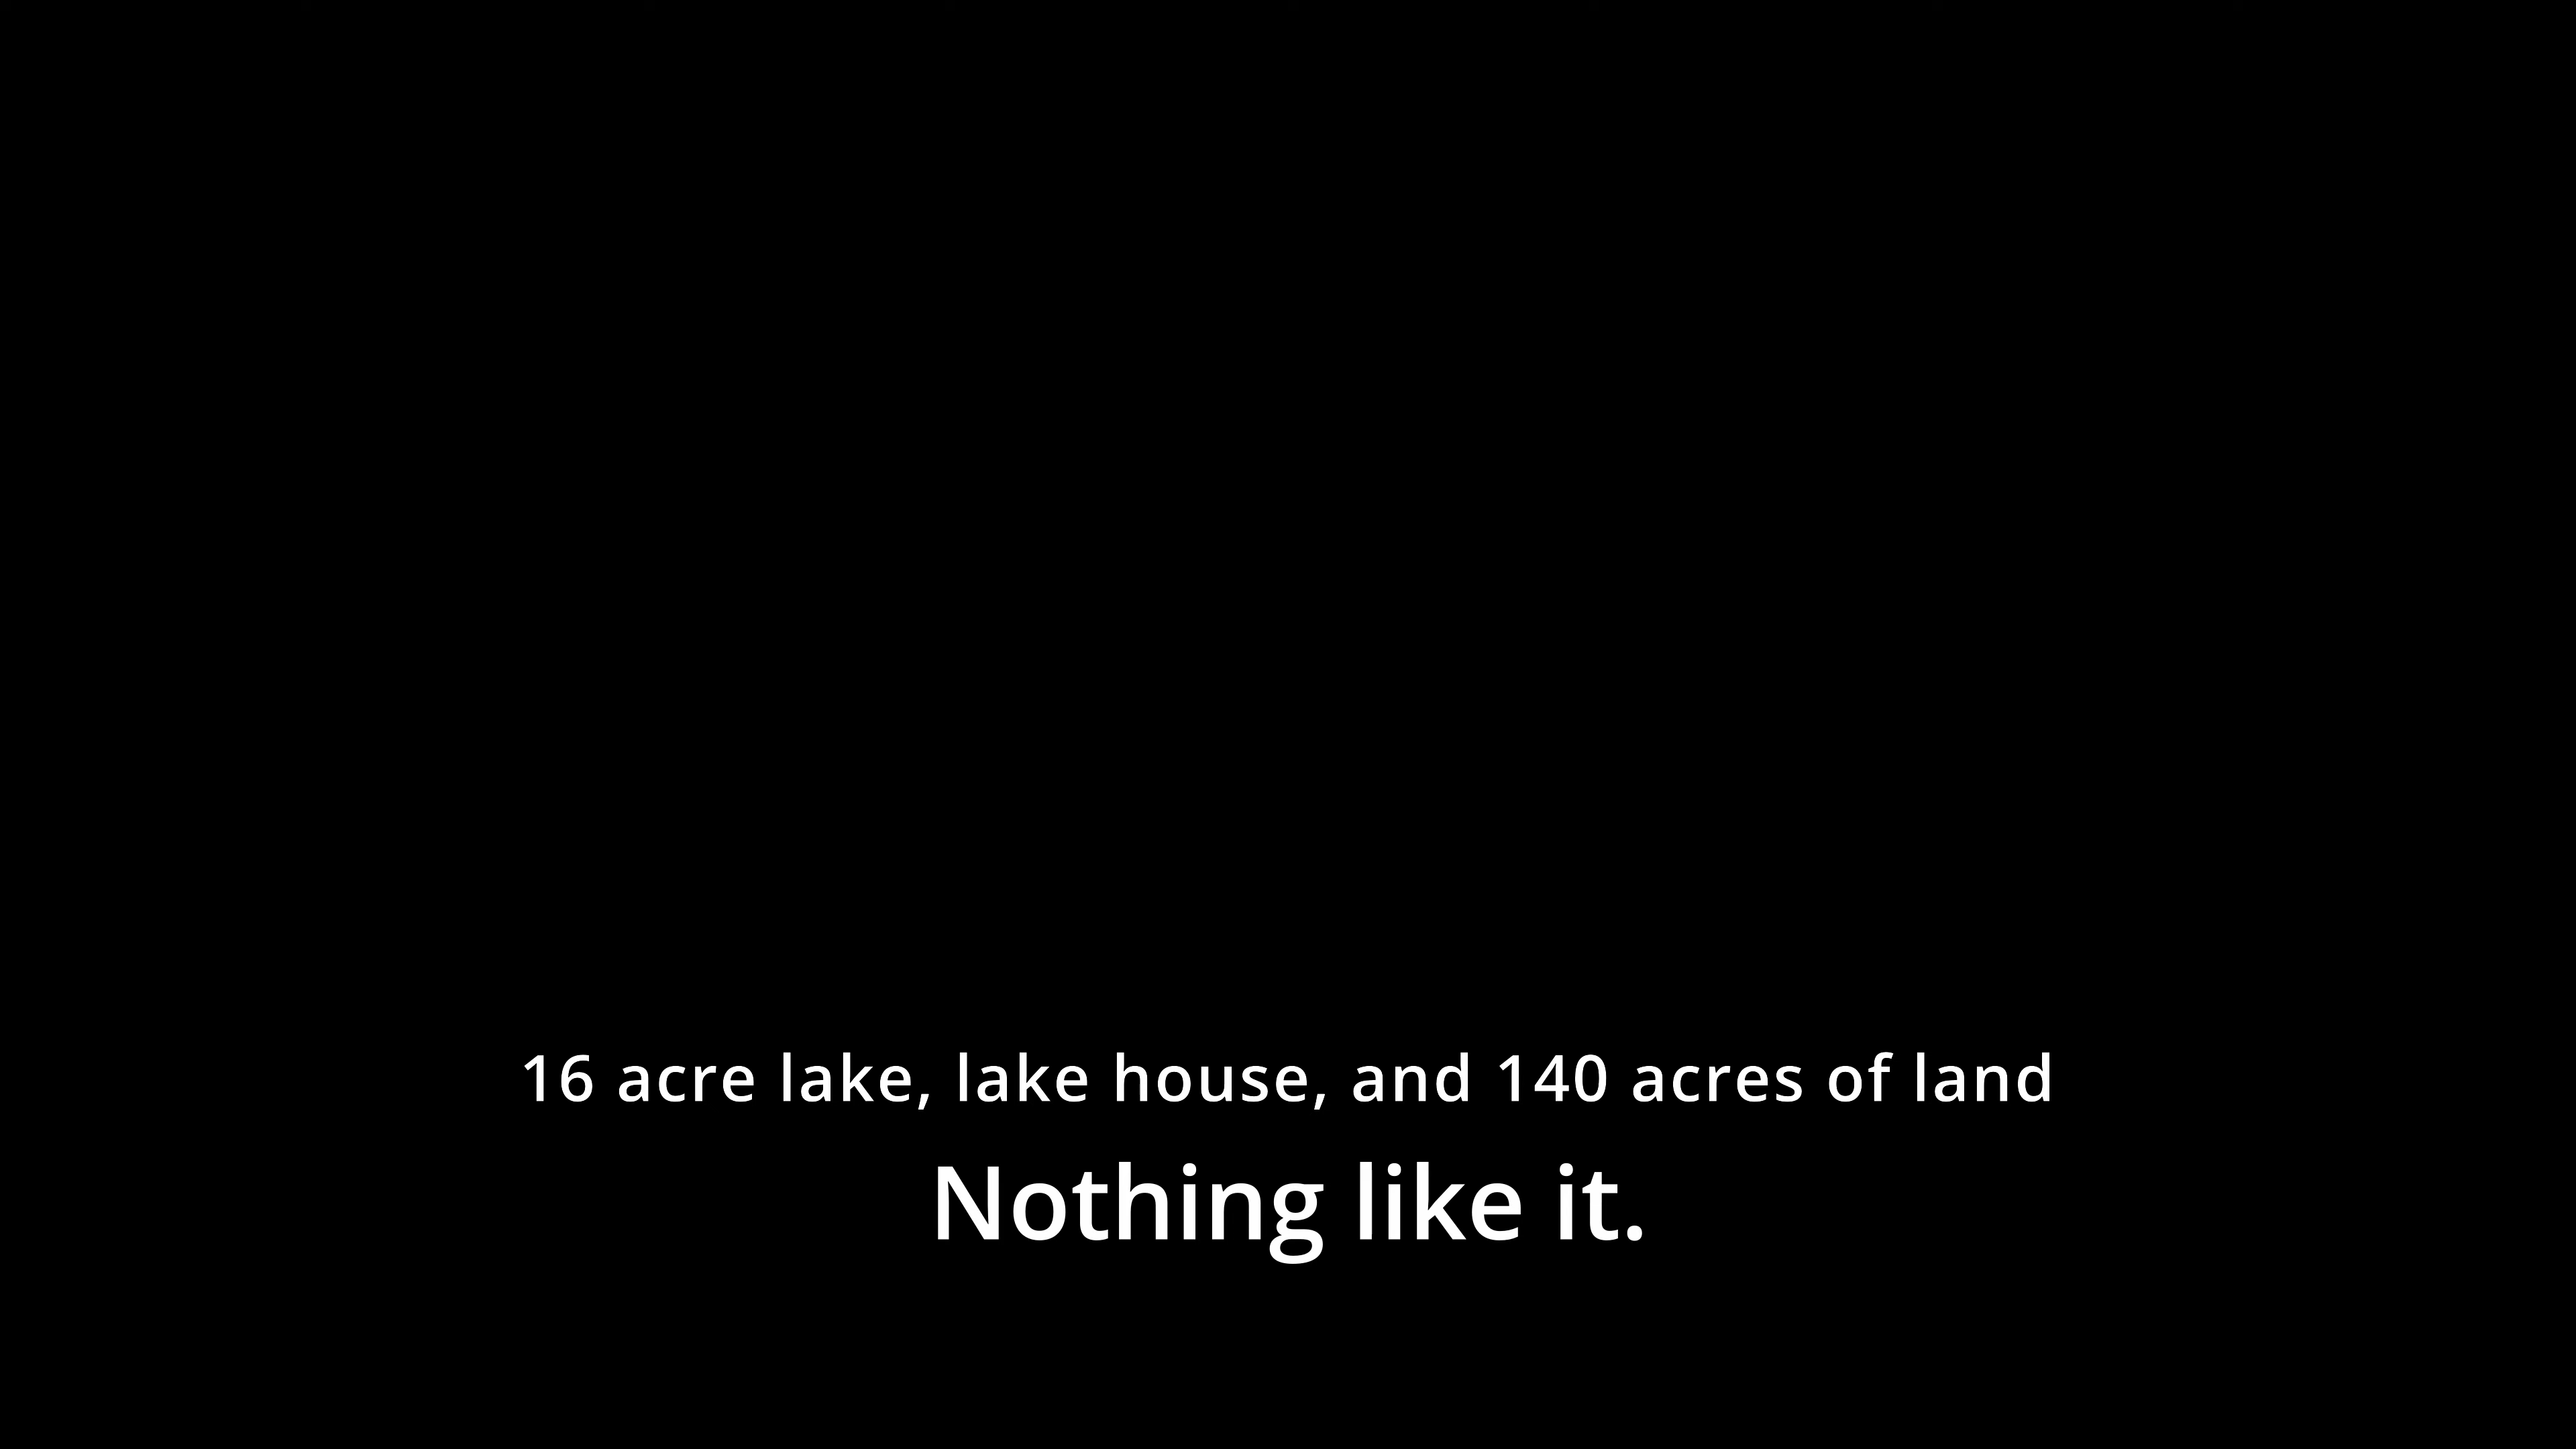 16 acre lake, lake house, and 140 acres of land
Nothing like it.